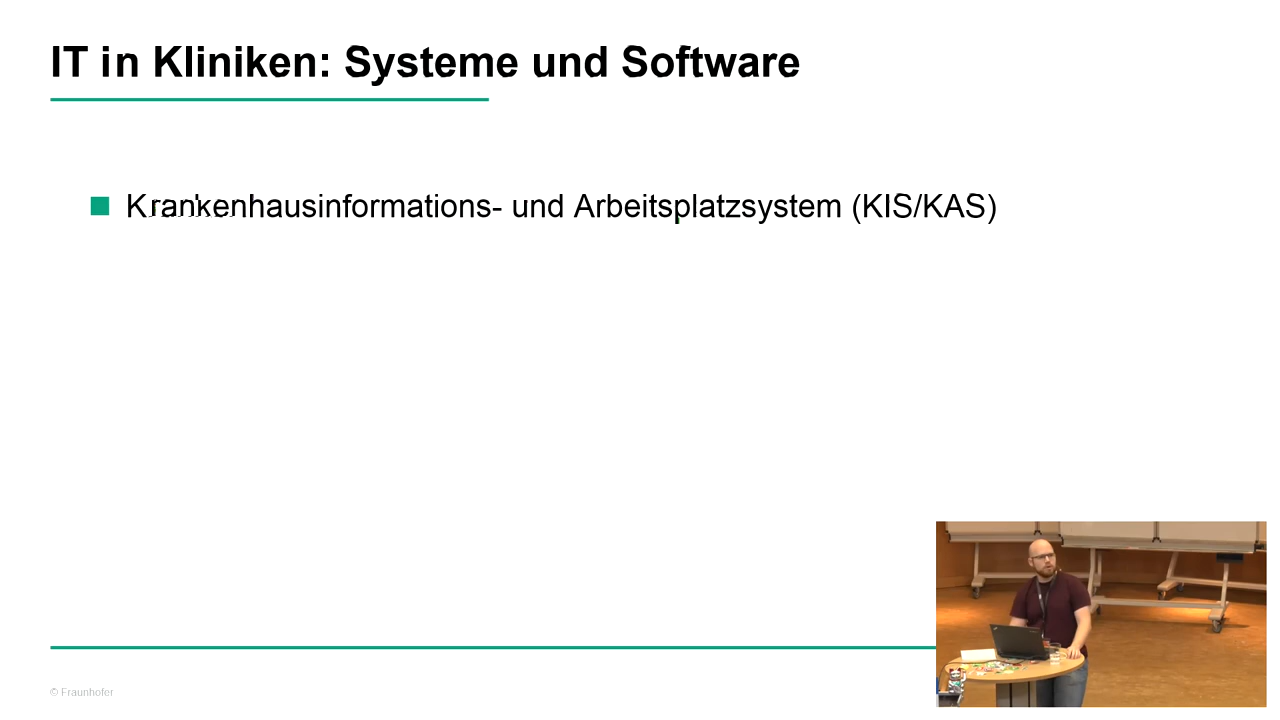 IT in Kliniken: Systeme und Software
Krankenhausinformations- und Arbeitsplatzsystem (KIS/KAS)
© Fraunhofer